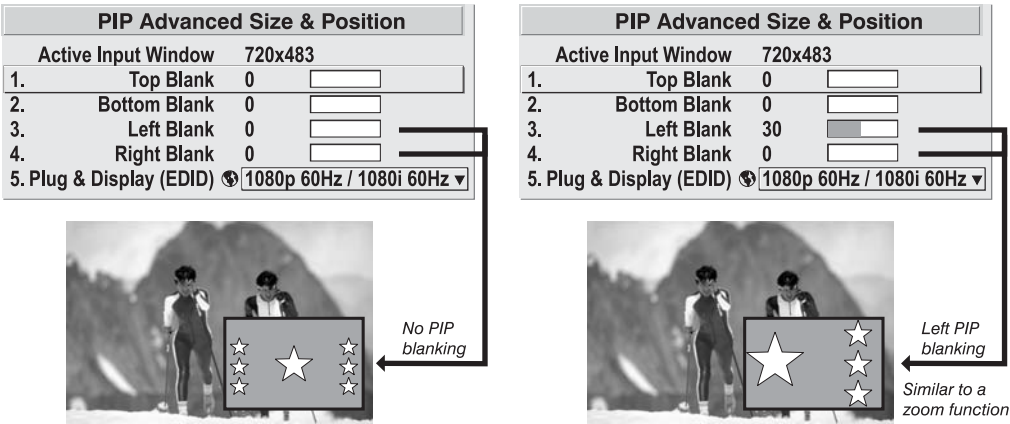 PIP Advanced Size & Position
Active Input Window 720x483
1. Top Blank 0
2. Bottom Blank 0
3. Left Blank 0
4. Right Blank 0
5. Plug & Display (EDID) 1080p 60Hz / 1080i 60Hz
No PIP
blanking
PIP Advanced Size & Position
Active Input Window 720x483
1. Top Blank 0
2. Bottom Blank 0
3. Left Blank 30
4. Right Blank 0
5. Plug & Display (EDID) 1080p 60Hz / 1080i 60Hz
Left PIP
blanking
Similar to a
zoom function